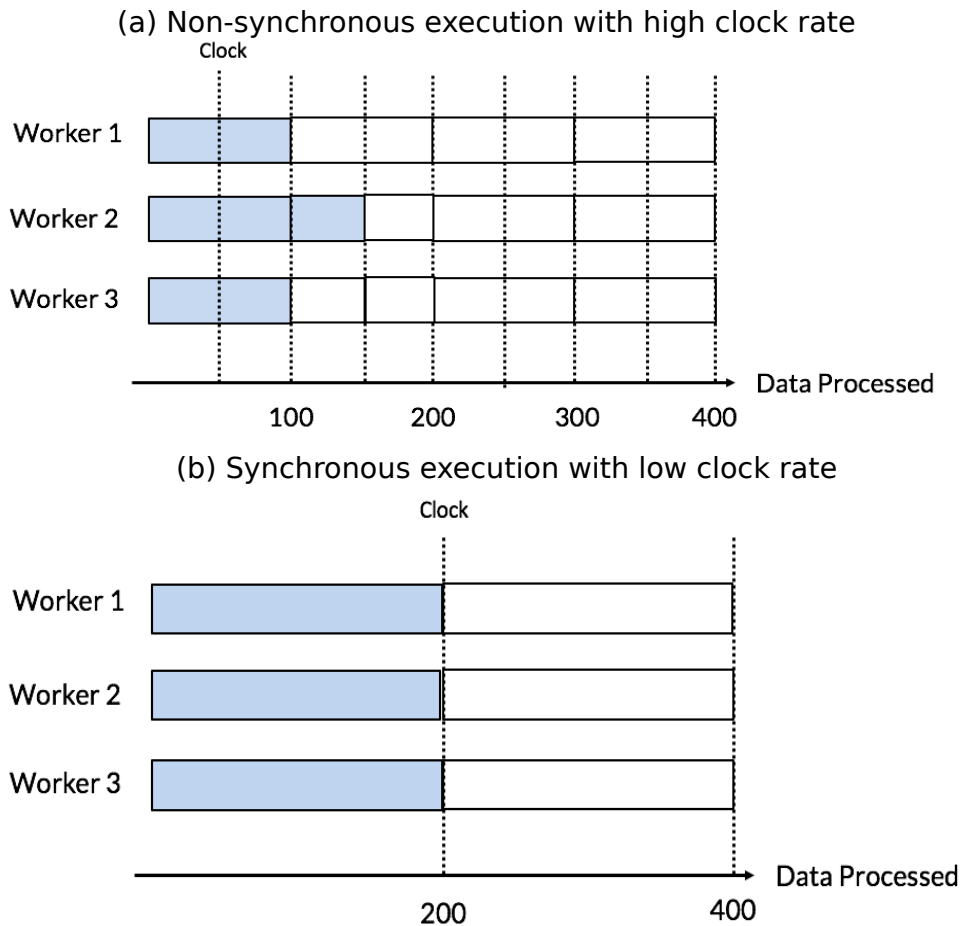 (a) Non-synchronous execution with high clock rate
Clock
Worker 1
Worker 2
Worker 3
Data Processed
100 200 300 400
(b) Synchronous execution with low clock rate
Clock
Worker 1
Worker 2
Worker 3
Data Processed
200 400